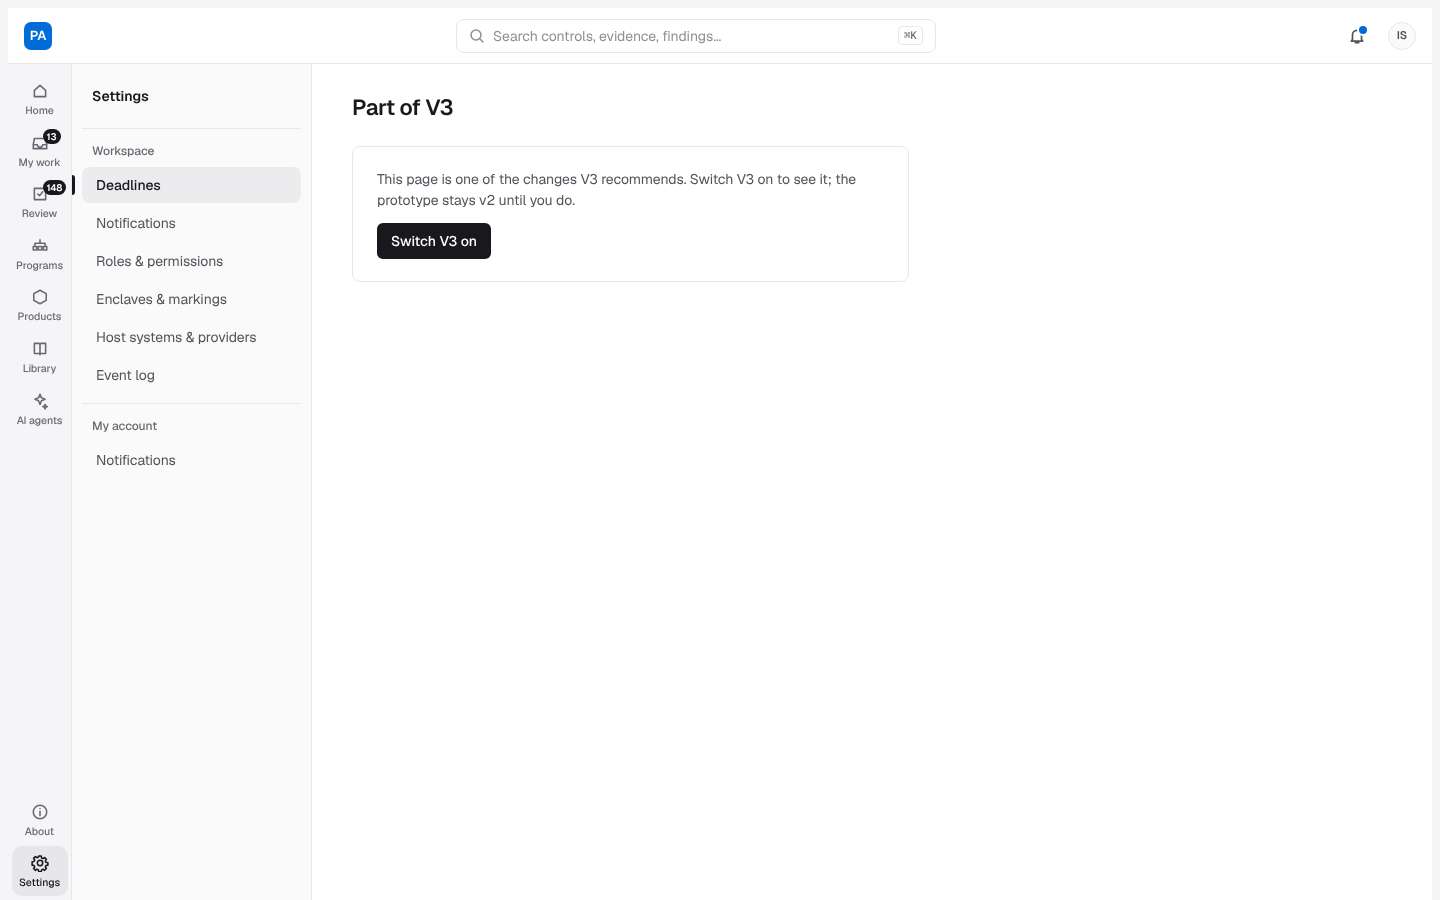 PA
Search controls, evidence, findings...
⌘K
IS
Home
13
My work
148
Review
Programs
Products
Library
AI agents
About
Settings
Settings
Workspace
Deadlines
Notifications
Roles & permissions
Enclaves & markings
Host systems & providers
Event log
My account
Notifications
Part of V3
This page is one of the changes V3 recommends. Switch V3 on to see it; the
prototype stays v2 until you do.
Switch V3 on